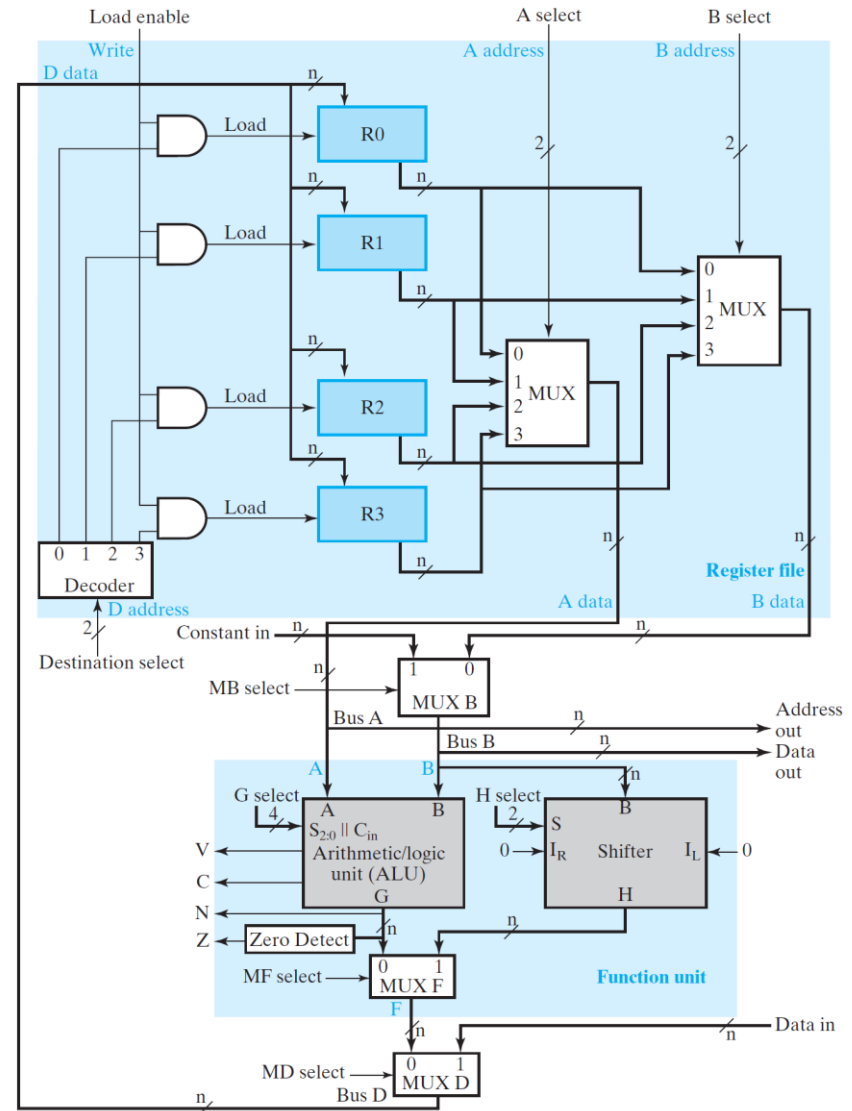 Load enable
A select
B select
Write
A address
B address
D data
n
Load
R0
2
2
n
n
Load
R1
0
1
2
3
MUX
n
n
0
1
2
3
MUX
Load
R2
n
n
Load
R3
n
n
n
0 1 2 3
Decoder
Register file
D address
A data
B data
2
Constant in
n
n
Destination select
n
1 0
MB select
MUX B
Bus A
n
Address
out
Bus B
n
Data
out
A
B
n
G select
H select
4
A
B
2
B
S2:0 || Cin
S
V
Arithmetic/logic
unit (ALU)
0
IR
Shifter
IL
0
C
G
H
N
n
n
Z
Zero Detect
0 1
MF select
MUX F
Function unit
F
n
Data in
n
0 1
MD select
MUX D
Bus D
n